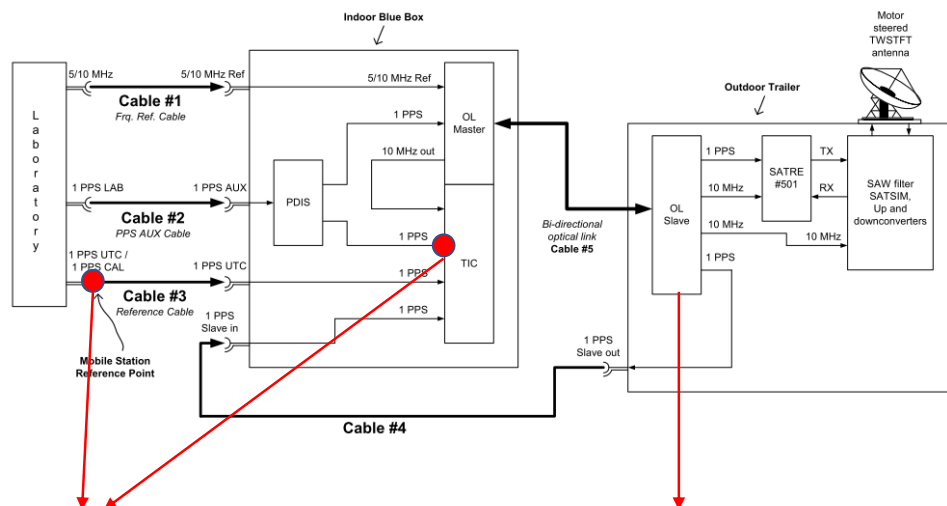 Indoor Blue Box
Motor
steered
TWSTFT
antenna
Outdoor Trailer
Laboratory
5/10 MHz
5/10 MHz Ref
5/10 MHz Ref
Cable #1
Frq. Ref. Cable
1 PPS
OL
Master
10 MHz out
1 PPS LAB
1 PPS AUX
Cable #2
PPS AUX Cable
PDIS
1 PPS
TIC
1 PPS UTC /
1 PPS CAL
1 PPS UTC
1 PPS
Cable #3
Reference Cable
1 PPS
Slave in
1 PPS
Mobile Station
Reference Point
Cable #4
Bi-directional
optical link
Cable #5
OL
Slave
1 PPS
10 MHz
10 MHz
1 PPS
SATRE
#501
TX
RX
10 MHz
SAW filter
SATSIM,
Up and
downconverters
1 PPS
Slave out